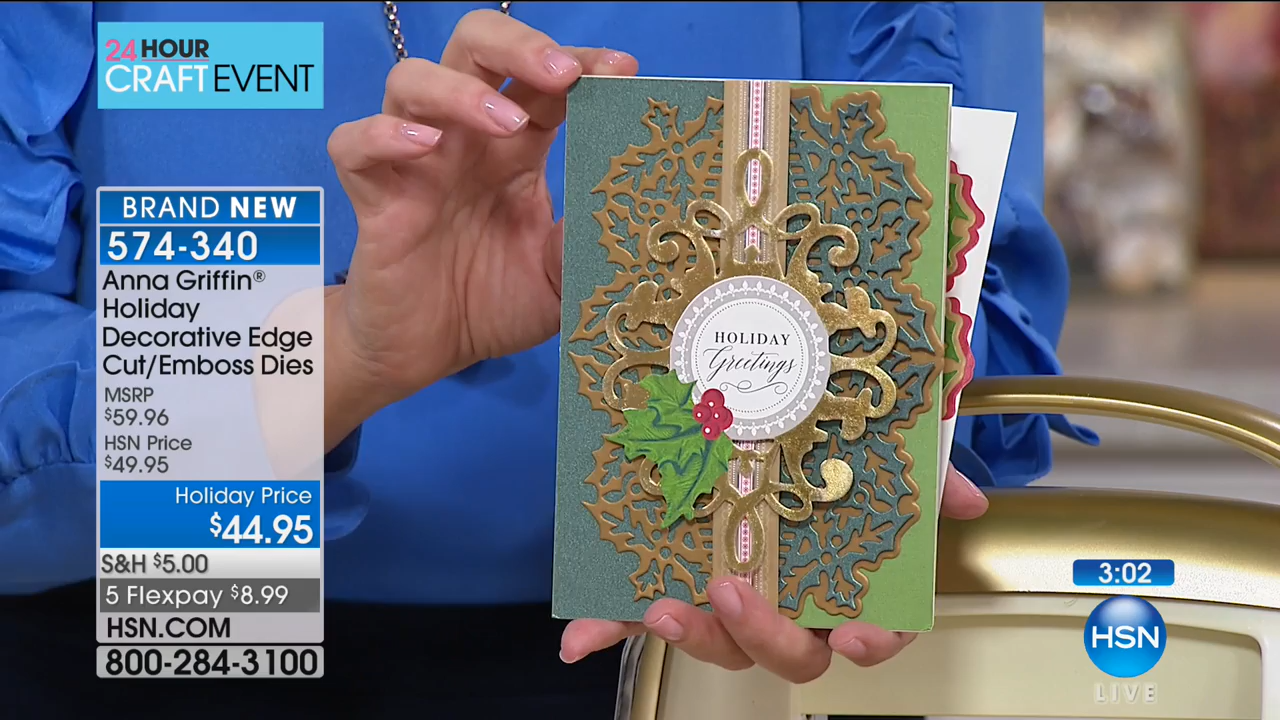 24 HOUR
CRAFT EVENT
BRAND NEW
574-340
Anna Griffin®
Holiday
Decorative Edge
Cut/Emboss Dies
MSRP
$59.96
HSN Price
$49.95
Holiday Price
$44.95
S&H $5.00
5 Flexpay $8.99
HSN.COM
800-284-3100
HOLIDAY
Greetings
3:02
HSN
LIVE